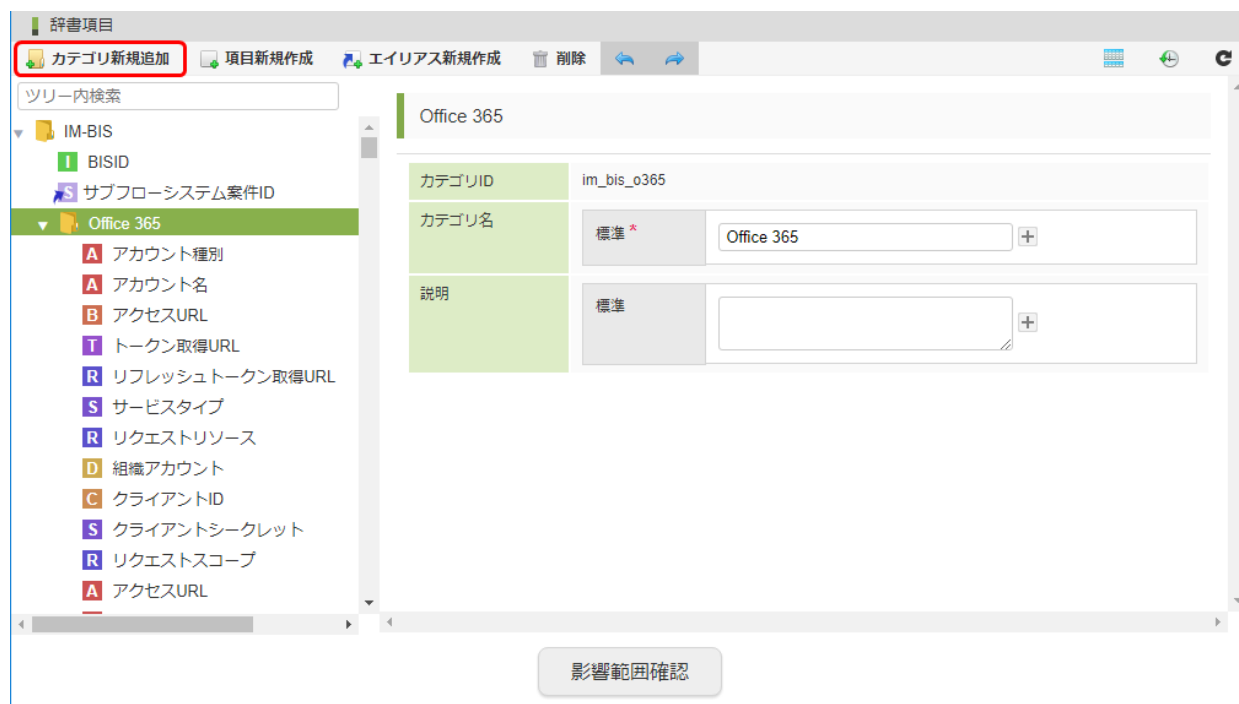 辞書項目
カテゴリ新規追加 項目新規作成 エイリアス新規作成 削除
ツリー内検索
IM-BIS
I BISID
S サブフローシステム案件ID
Office 365
A アカウント種別
A アカウント名
B アクセスURL
T トークン取得URL
R リフレッシュトークン取得URL
S サービスタイプ
R リクエストリソース
D 組織アカウント
C クライアントID
S クライアントシークレット
R リクエストスコープ
A アクセスURL
Office 365
カテゴリID im_bis_o365
カテゴリ名 標準 * Office 365
説明 標準
影響範囲確認